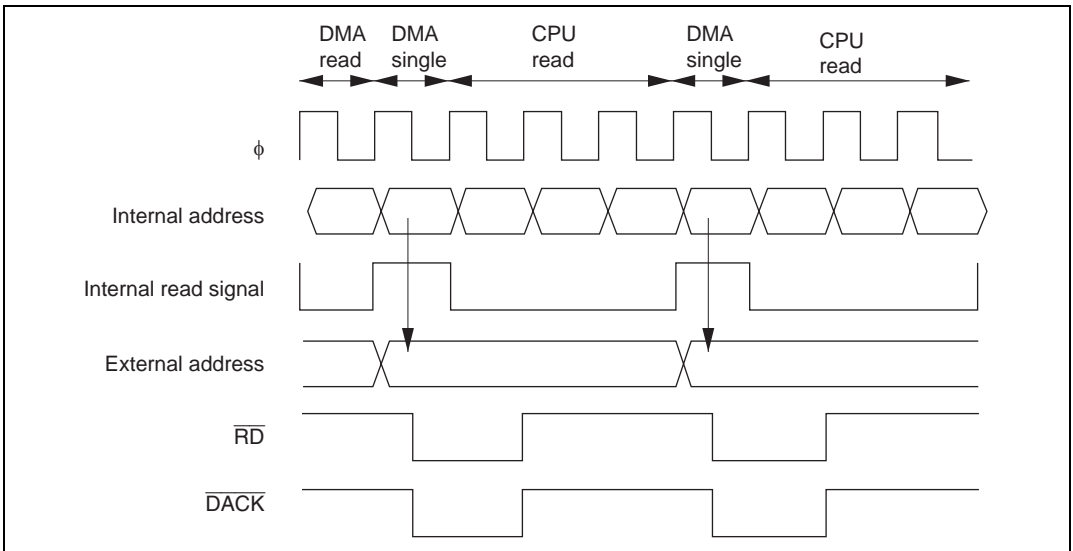 DMA read
DMA single
CPU read
DMA single
CPU read
ϕ
Internal address
Internal read signal
External address
RD
DACK